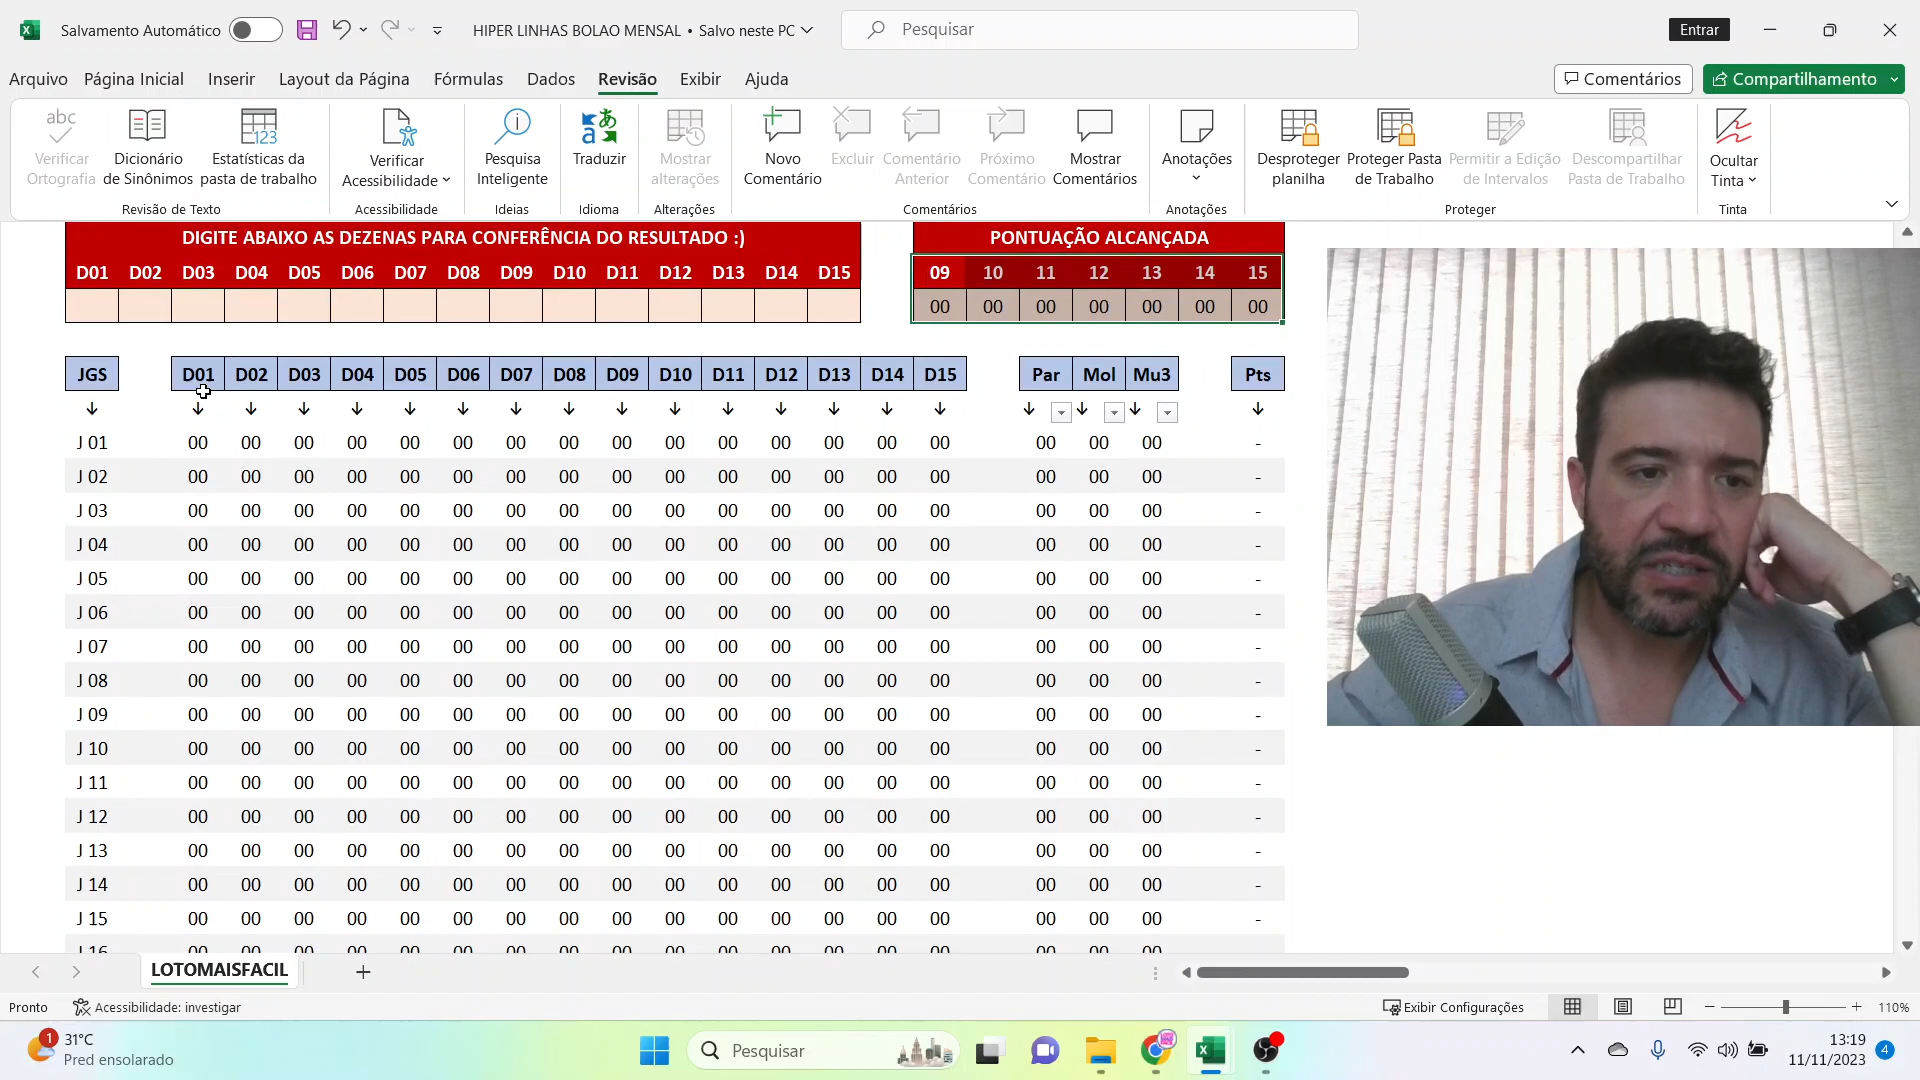 Salvamento Automático
HIPER LINHAS BOLAO MENSAL • Salvo neste PC
Pesquisar
Entrar
Arquivo Página Inicial Inserir Layout da Página Fórmulas Dados Revisão Exibir Ajuda
Comentários
Compartilhamento
abc
Verificar Ortografia
Dicionário de Sinônimos
123
Estatísticas da pasta de trabalho
Revisão de Texto
Verificar Acessibilidade
Acessibilidade
Pesquisa Inteligente
Ideias
Traduzir
Idioma
Mostrar alterações
Alterações
Novo Comentário
Excluir
Comentário Anterior
Próximo Comentário
Mostrar Comentários
Comentários
Anotações
Anotações
Desproteger planilha
Proteger Pasta de Trabalho
Permitir a Edição de Intervalos
Descompartilhar Pasta de Trabalho
Proteger
Ocultar Tinta
Tinta
DIGITE ABAIXO AS DEZENAS PARA CONFERÊNCIA DO RESULTADO :)
PONTUAÇÃO ALCANÇADA
D01 D02 D03 D04 D05 D06 D07 D08 D09 D10 D11 D12 D13 D14 D15
09 10 11 12 13 14 15
00 00 00 00 00 00 00
JGS D01 D02 D03 D04 D05 D06 D07 D08 D09 D10 D11 D12 D13 D14 D15 Par Mol Mu3 Pts
↓ ↓ ↓ ↓ ↓ ↓ ↓ ↓ ↓ ↓ ↓ ↓ ↓ ↓ ↓ ↓ ↓ ↓ ↓ ↓
J 01 00 00 00 00 00 00 00 00 00 00 00 00 00 00 00 00 00 00 -
J 02 00 00 00 00 00 00 00 00 00 00 00 00 00 00 00 00 00 00 -
J 03 00 00 00 00 00 00 00 00 00 00 00 00 00 00 00 00 00 00 -
J 04 00 00 00 00 00 00 00 00 00 00 00 00 00 00 00 00 00 00 -
J 05 00 00 00 00 00 00 00 00 00 00 00 00 00 00 00 00 00 00 -
J 06 00 00 00 00 00 00 00 00 00 00 00 00 00 00 00 00 00 00 -
J 07 00 00 00 00 00 00 00 00 00 00 00 00 00 00 00 00 00 00 -
J 08 00 00 00 00 00 00 00 00 00 00 00 00 00 00 00 00 00 00 -
J 09 00 00 00 00 00 00 00 00 00 00 00 00 00 00 00 00 00 00 -
J 10 00 00 00 00 00 00 00 00 00 00 00 00 00 00 00 00 00 00 -
J 11 00 00 00 00 00 00 00 00 00 00 00 00 00 00 00 00 00 00 -
J 12 00 00 00 00 00 00 00 00 00 00 00 00 00 00 00 00 00 00 -
J 13 00 00 00 00 00 00 00 00 00 00 00 00 00 00 00 00 00 00 -
J 14 00 00 00 00 00 00 00 00 00 00 00 00 00 00 00 00 00 00 -
J 15 00 00 00 00 00 00 00 00 00 00 00 00 00 00 00 00 00 00 -
J 16 00 00 00 00 00 00 00 00 00 00 00 00 00 00 00 00 00 00
LOTOMAISFACIL
Pronto
Acessibilidade: investigar
Exibir Configurações
110%
1
31°C
Pred ensolarado
Pesquisar
13:19
11/11/2023
4